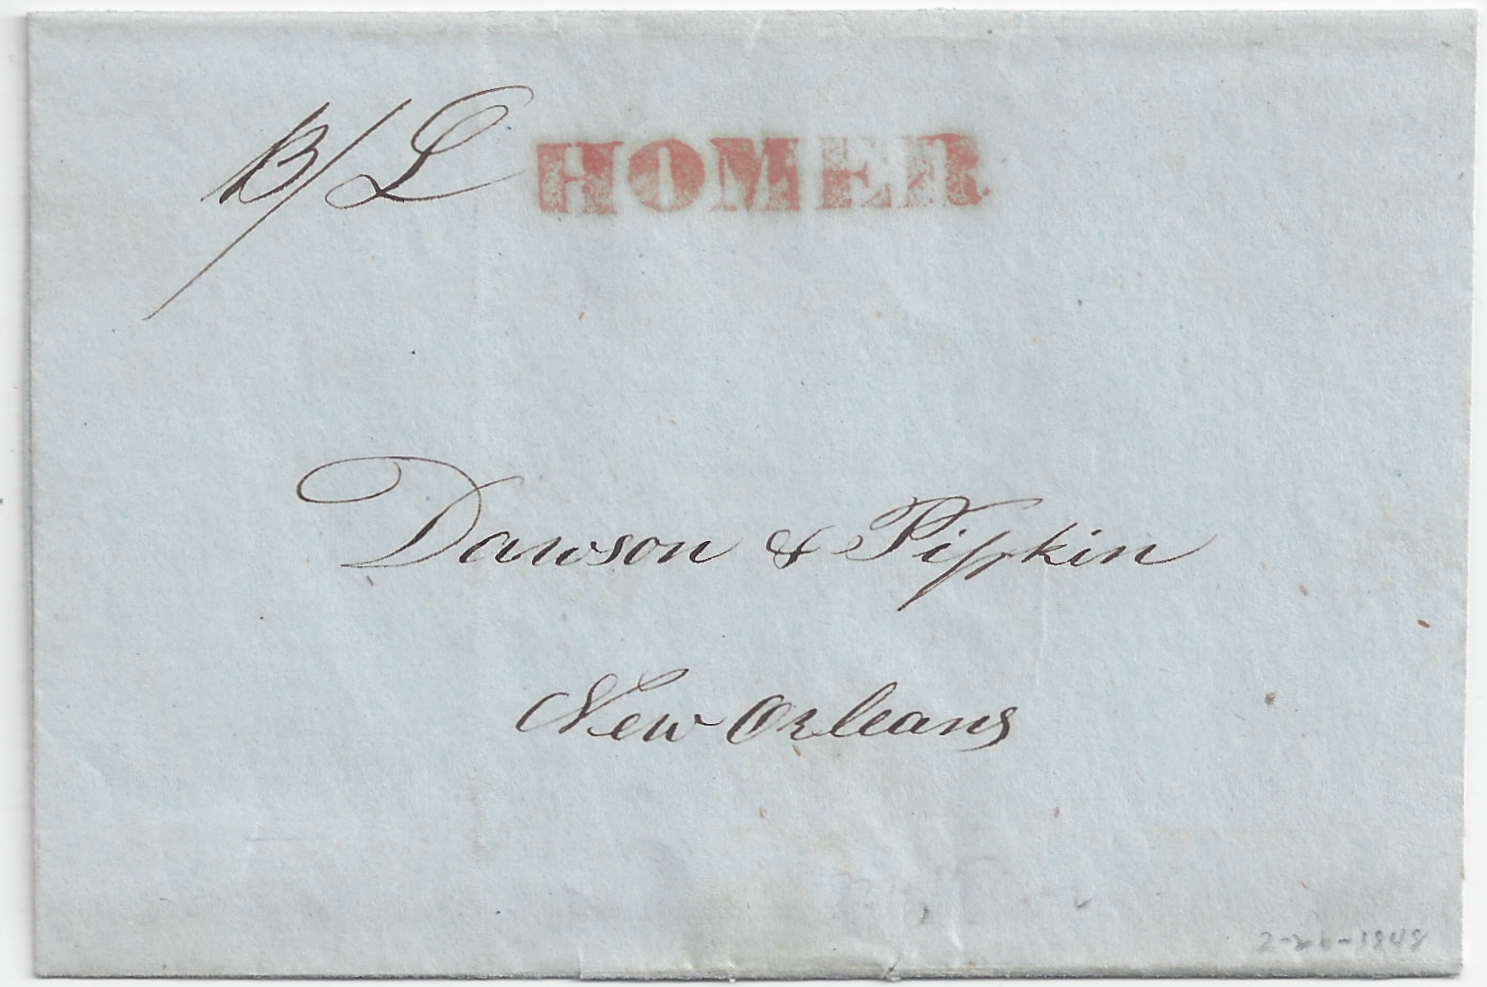 B/L HOMER
Dawson & Pipkin
New Orleans
2-26-1848